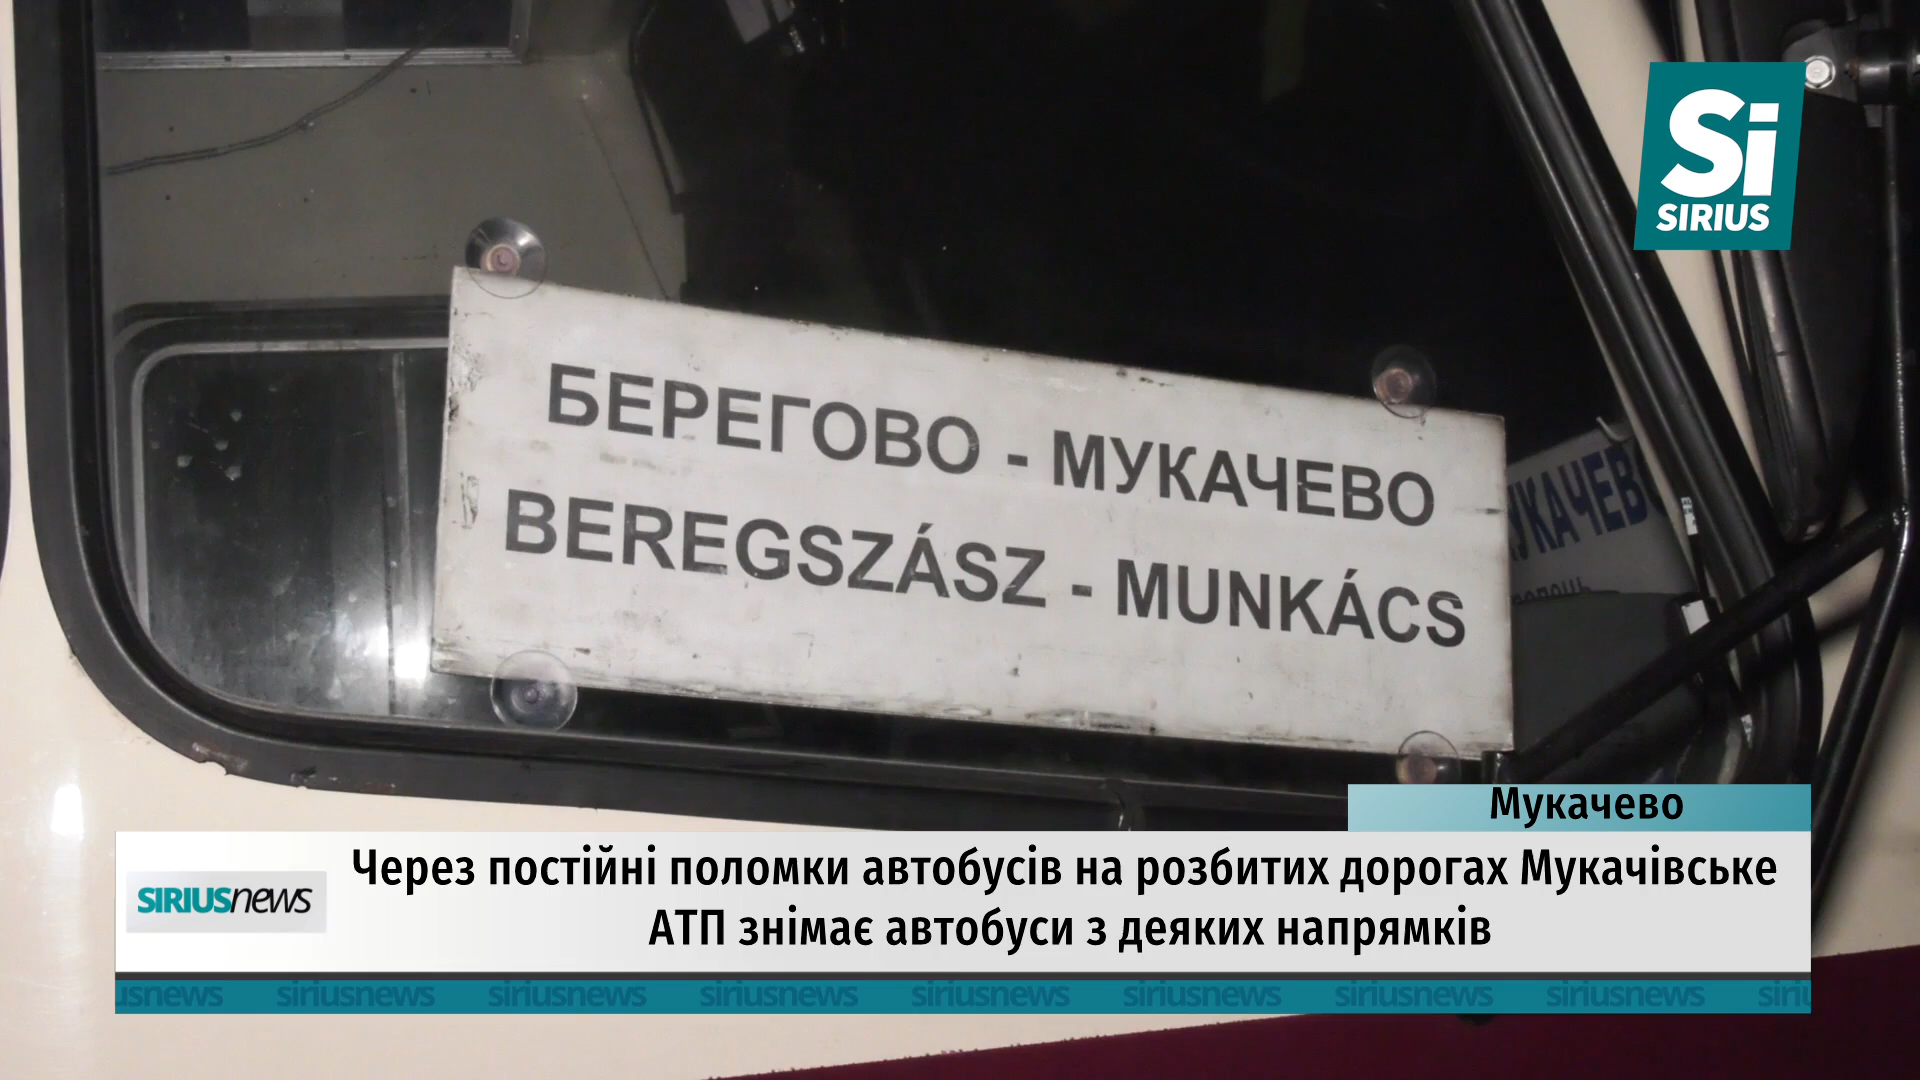 Si
SIRIUS
БЕРЕГОВО - МУКАЧЕВО
BEREGSZÁSZ - MUNKÁCS
Мукачево
Через постійні поломки автобусів на розбитих дорогах Мукачівське
АТП знімає автобуси з деяких напрямків
SIRIUSnews
siriusnews siriusnews siriusnews siriusnews siriusnews siriusnews siriusnews